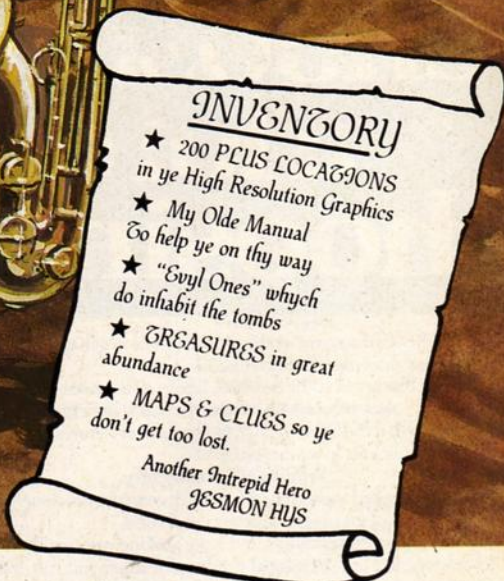 INVENTORY
★ 200 PLUS LOCATIONS
in ye High Resolution Graphics
★ My Olde Manual
To help ye on thy way
★ "Evyl Ones" whych
do inhabit the tombs
★ TREASURES in great
abundance
★ MAPS & CLUES so ye
don't get too lost.
Another Intrepid Hero
JESMON HYS